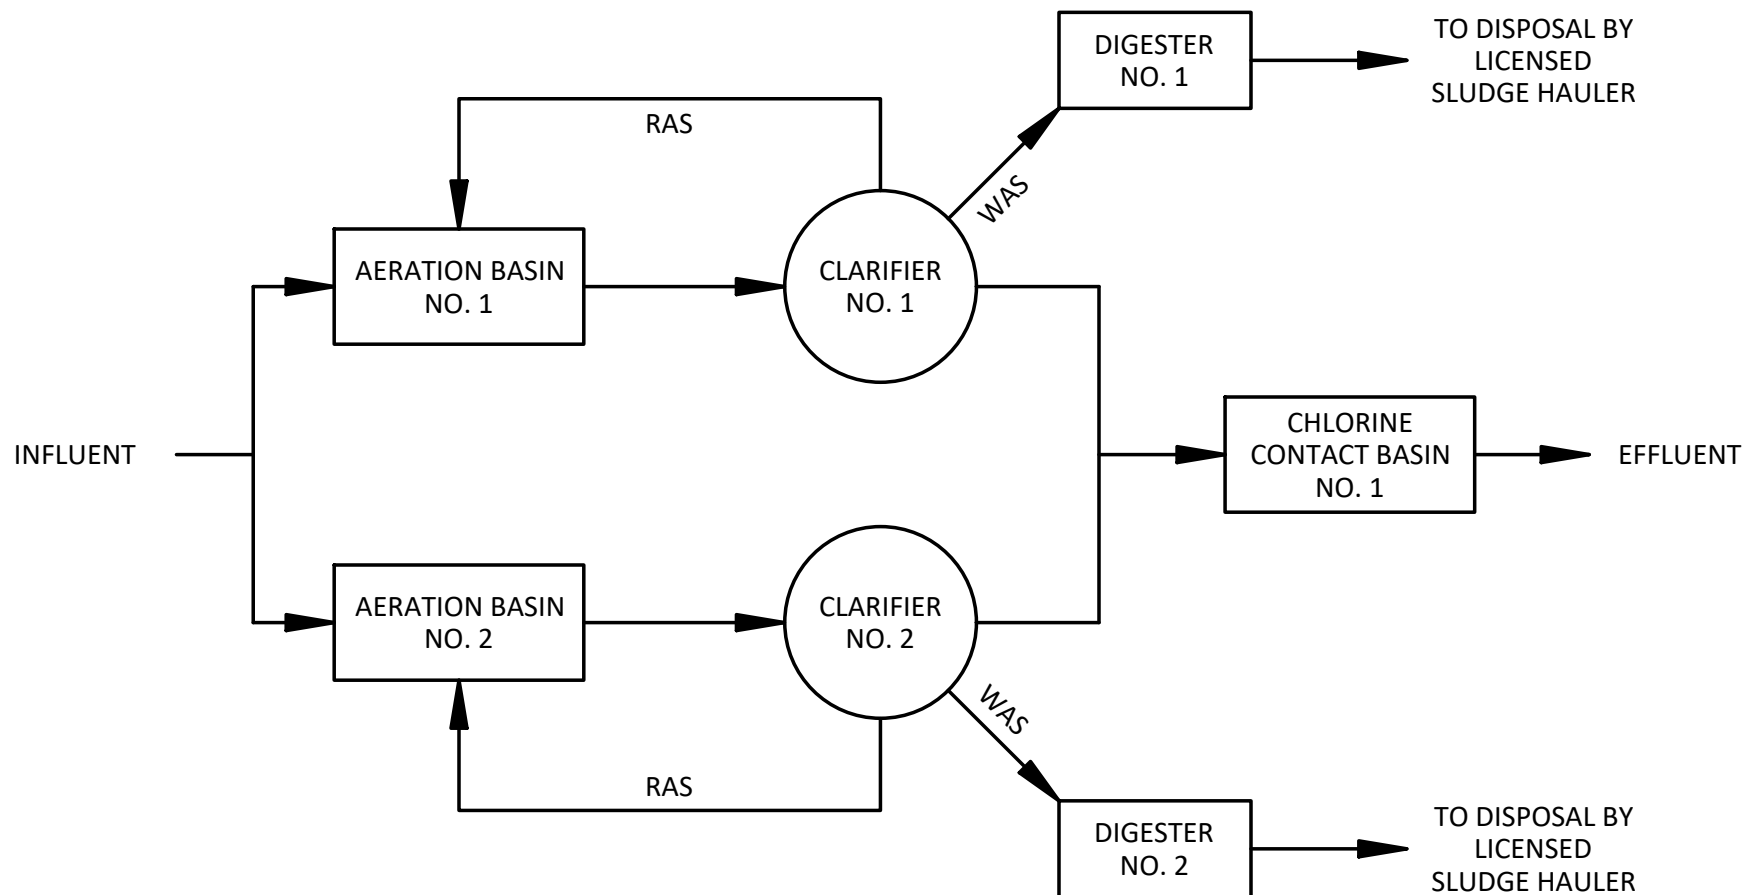 DIGESTER
NO. 1
TO DISPOSAL BY
LICENSED
SLUDGE HAULER
RAS
WAS
AERATION BASIN
NO. 1
CLARIFIER
NO. 1
INFLUENT
CHLORINE
CONTACT BASIN
NO. 1
EFFLUENT
AERATION BASIN
NO. 2
CLARIFIER
NO. 2
WAS
RAS
DIGESTER
NO. 2
TO DISPOSAL BY
LICENSED
SLUDGE HAULER